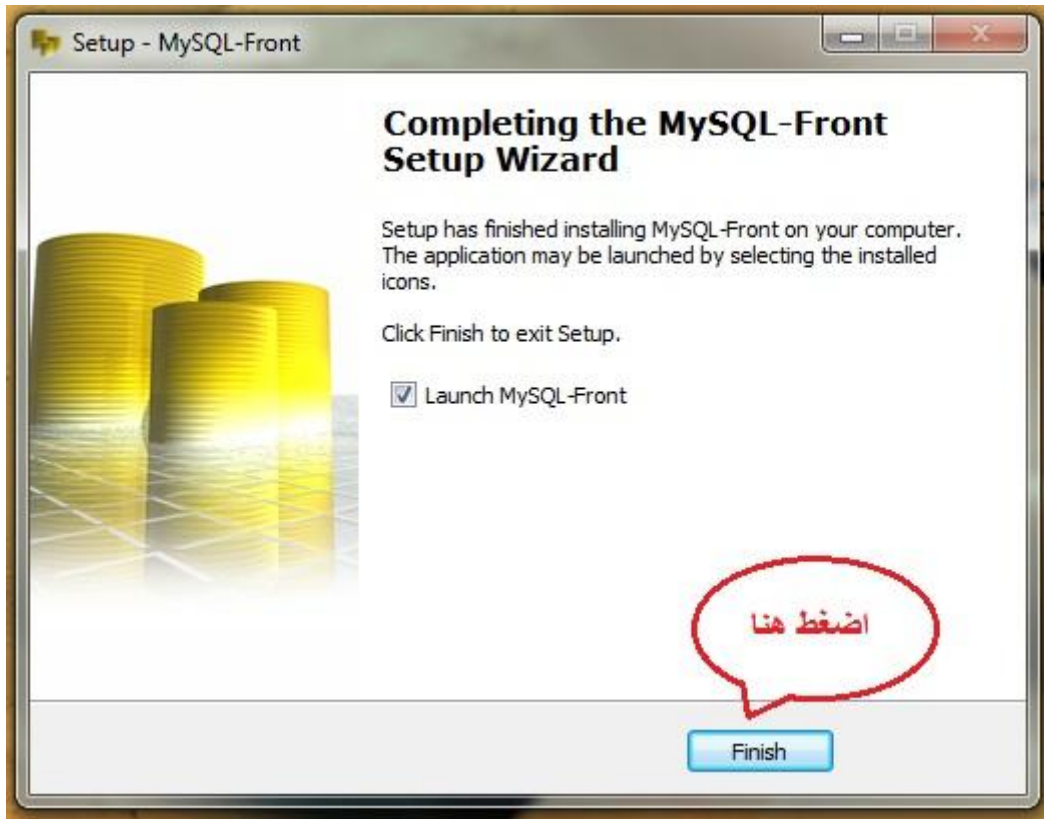 Setup - MySQL-Front
Completing the MySQL-Front
Setup Wizard
Setup has finished installing MySQL-Front on your computer.
The application may be launched by selecting the installed
icons.
Click Finish to exit Setup.
Launch MySQL-Front
اضغط هنا
Finish